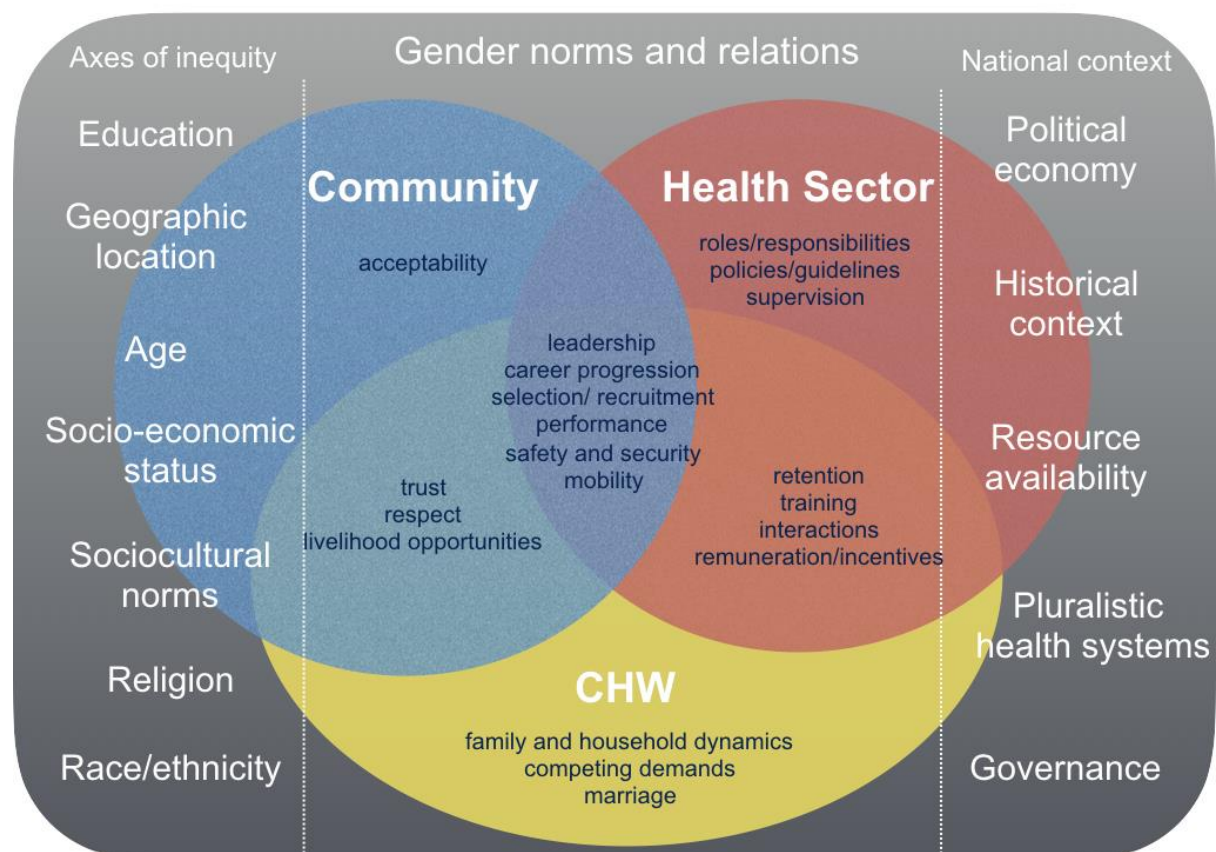 Axes of inequity
Gender norms and relations
National context
Education
Geographic
location
Age
Socio-economic
status
Sociocultural
norms
Religion
Race/ethnicity
Community
acceptability
Health Sector
roles/responsibilities
policies/guidelines
supervision
leadership
career progression
selection/ recruitment
performance
safety and security
mobility
trust
respect
livelihood opportunities
retention
training
interactions
remuneration/incentives
CHW
family and household dynamics
competing demands
marriage
Political
economy
Historical
context
Resource
availability
Pluralistic
health systems
Governance